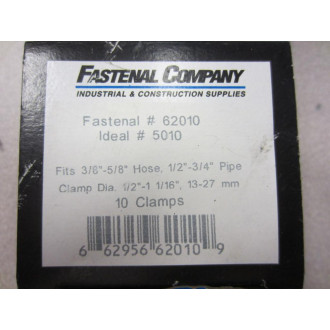 FASTENAL COMPANY
INDUSTRIAL & CONSTRUCTION SUPPLIES
Fastenal # 62010
Ideal # 5010
Fits 3/8"-5/8" Hose, 1/2"-3/4" Pipe
Clamp Dia. 1/2"-1 1/16", 13-27 mm
10 Clamps
6 62956 62010 9